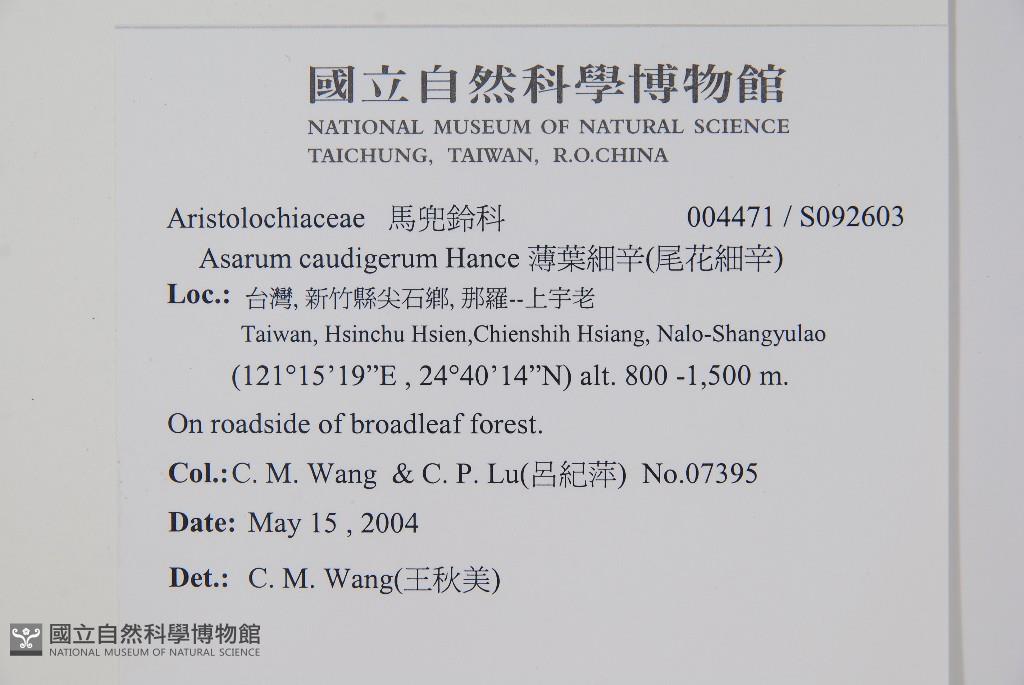 國立自然科學博物館
NATIONAL MUSEUM OF NATURAL SCIENCE
TAICHUNG, TAIWAN, R.O.CHINA
Aristolochiaceae 馬兜鈴科 004471 / S092603
Asarum caudigerum Hance 薄葉細辛(尾花細辛)
Loc.: 台灣, 新竹縣尖石鄉, 那羅--上宇老
Taiwan, Hsinchu Hsien,Chienshih Hsiang, Nalo-Shangyulao
(121°15’19”E , 24°40’14”N) alt. 800 -1,500 m.
On roadside of broadleaf forest.
Col.: C. M. Wang & C. P. Lu(呂紀萍) No.07395
Date: May 15 , 2004
Det.: C. M. Wang(王秋美)
國立自然科學博物館
NATIONAL MUSEUM OF NATURAL SCIENCE